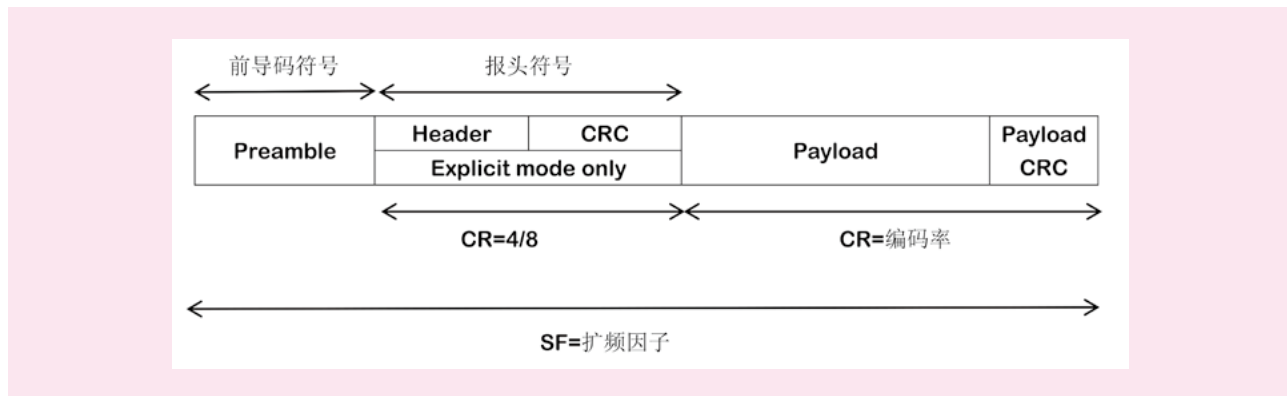 前导码符号
报头符号
Preamble
Header
CRC
Explicit mode only
Payload
Payload
CRC
CR=4/8
CR=编码率
SF=扩频因子